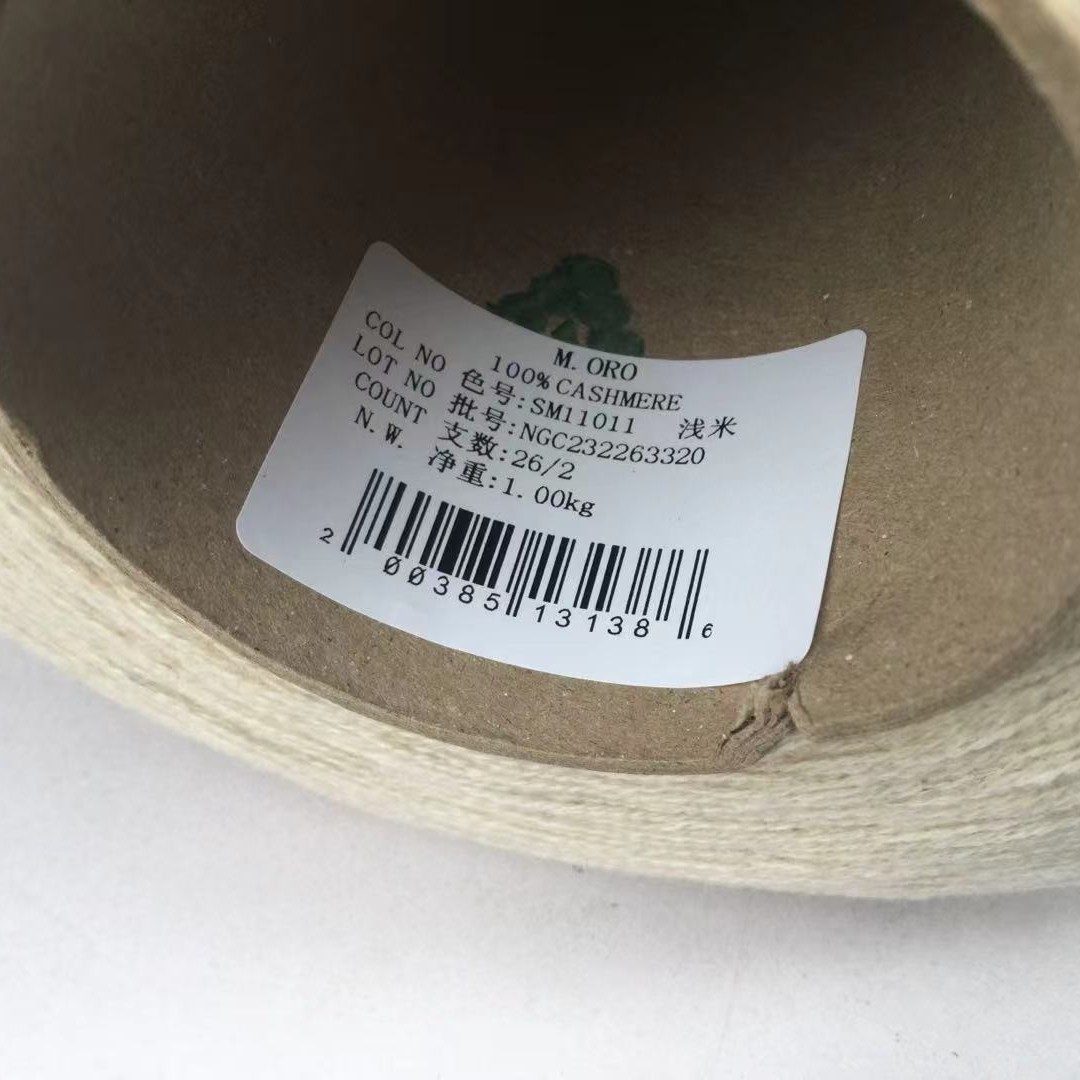 M. ORO
100% CASHMERE
COL NO 色号:SM11011 浅米
LOT NO 批号:NGC232263320
COUNT 支数:26/2
N.W. 净重:1.00kg
2 00385 13138 6